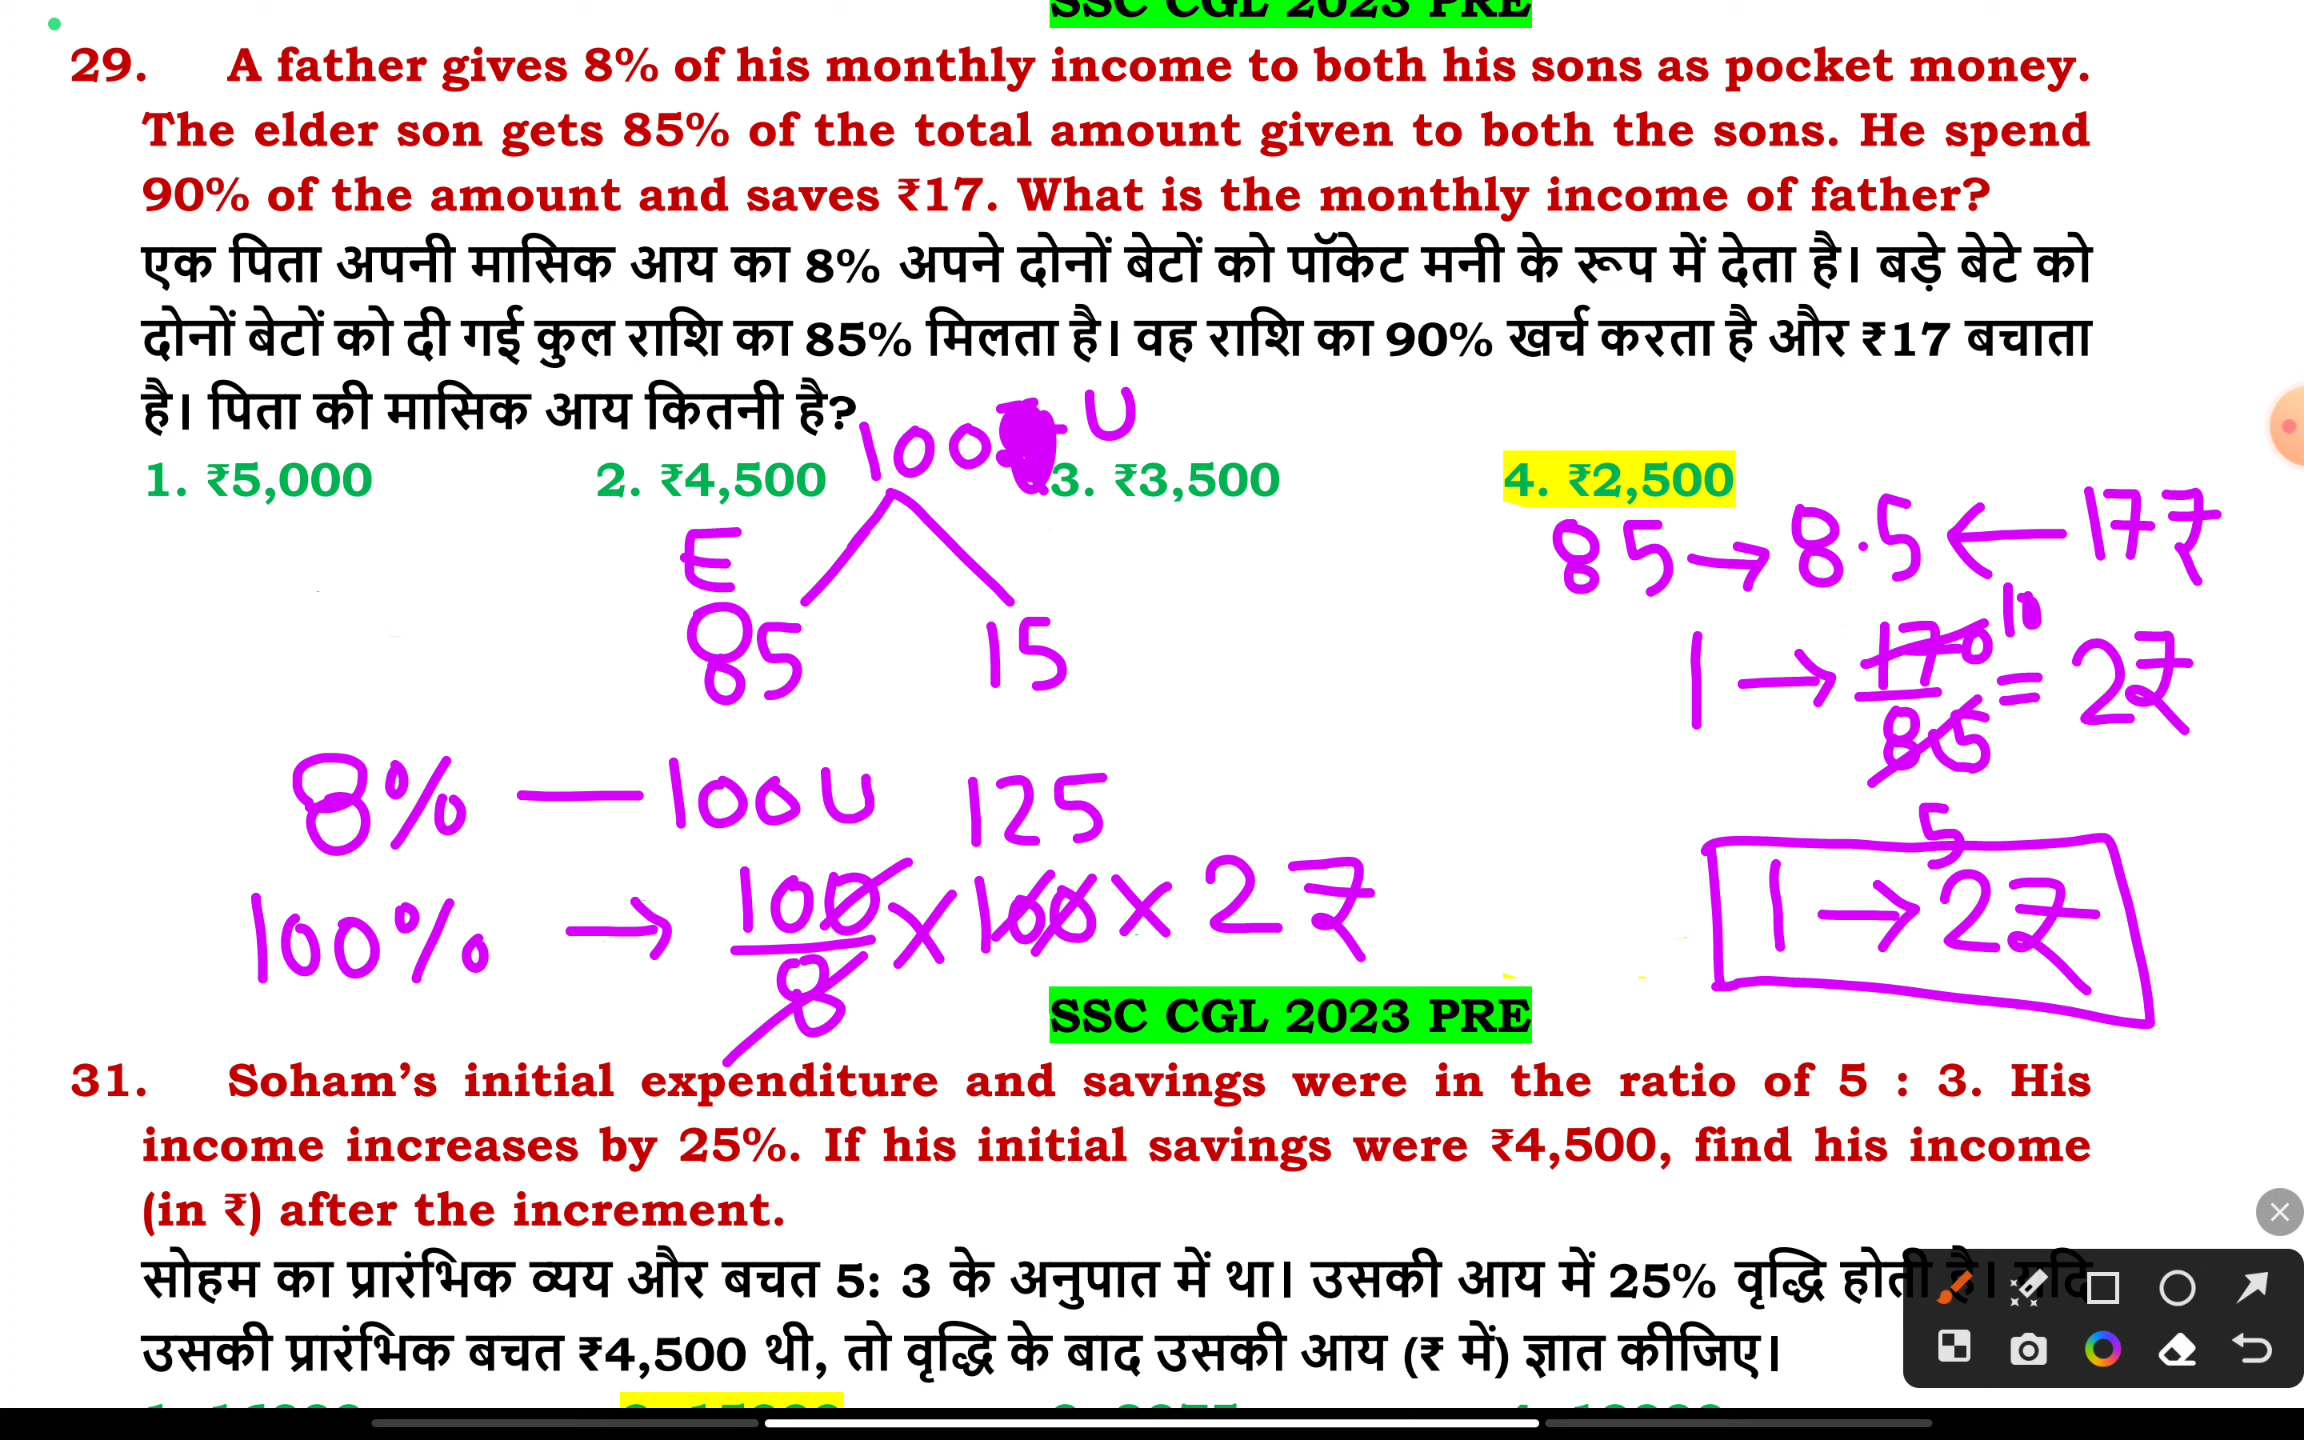 SSC CGL 2023 PRE
29. A father gives 8% of his monthly income to both his sons as pocket money.
The elder son gets 85% of the total amount given to both the sons. He spend
90% of the amount and saves ₹17. What is the monthly income of father?
एक पिता अपनी मासिक आय का 8% अपने दोनों बेटों को पॉकेट मनी के रूप में देता है। बड़े बेटे को
दोनों बेटों को दी गई कुल राशि का 85% मिलता है। वह राशि का 90% खर्च करता है और ₹17 बचाता
है। पिता की मासिक आय कितनी है?
100 U
1. ₹5,000 2. ₹4,500 3. ₹3,500 4. ₹2,500
E
85 → 8.5 ← 17₹
85 15
1 → 170/85 = 2₹
10
8% — 100U 125
5
100% → 100/8 × 100 × 2₹
1 → 2₹
SSC CGL 2023 PRE
31. Soham’s initial expenditure and savings were in the ratio of 5 : 3. His
income increases by 25%. If his initial savings were ₹4,500, find his income
(in ₹) after the increment.
सोहम का प्रारंभिक व्यय और बचत 5: 3 के अनुपात में था। उसकी आय में 25% वृद्धि होती है। यदि
उसकी प्रारंभिक बचत ₹4,500 थी, तो वृद्धि के बाद उसकी आय (₹ में) ज्ञात कीजिए।